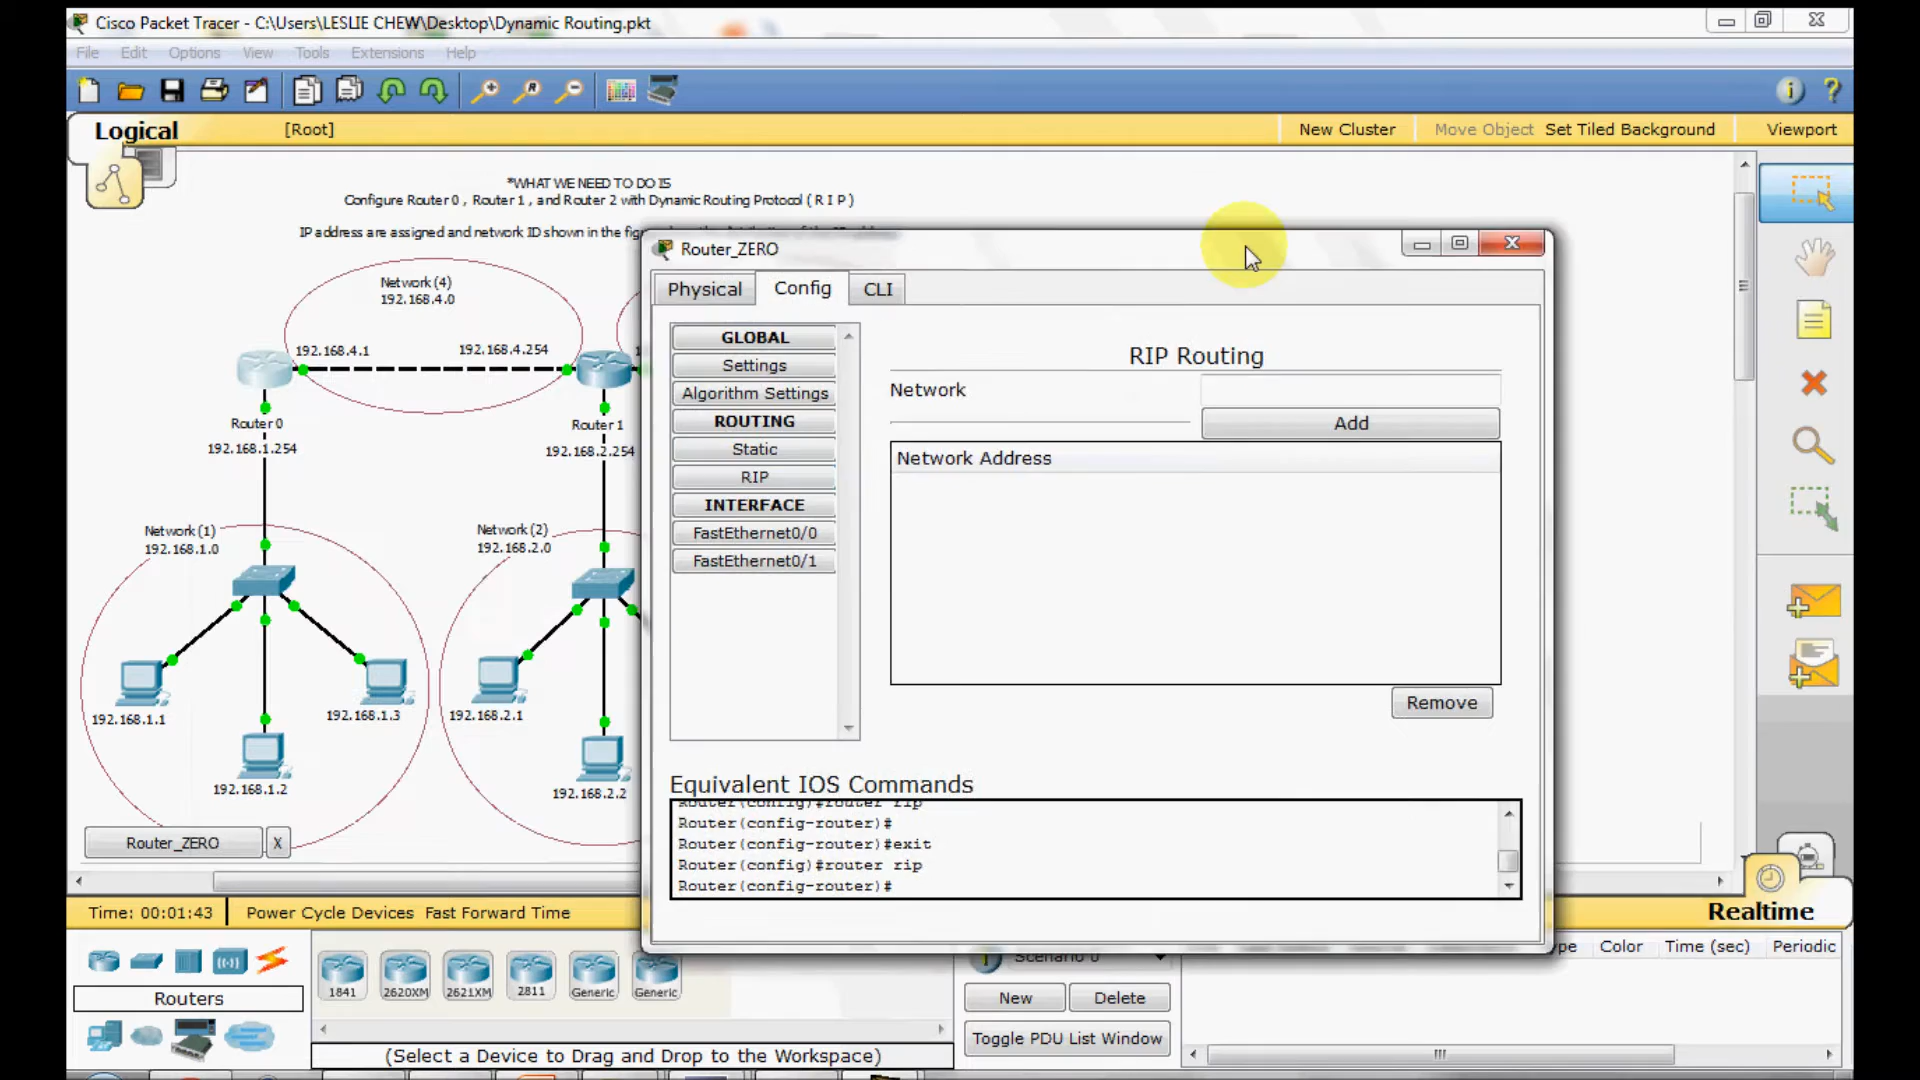 Cisco Packet Tracer - C:\Users\LESLIE CHEW\Desktop\Dynamic Routing.pkt
File Edit Options View Tools Extensions Help
Logical [Root] New Cluster Move Object Set Tiled Background Viewport
*WHAT WE NEED TO DO IS
Configure Router 0 , Router 1 , and Router 2 with Dynamic Routing Protocol ( R I P )
IP address are assigned and network ID shown in the fig
Network (4)
192.168.4.0
192.168.4.1
192.168.4.254
Router 0
192.168.1.254
Router 1
192.168.2.254
Network (1)
192.168.1.0
Network (2)
192.168.2.0
192.168.1.1
192.168.1.3
192.168.2.1
192.168.1.2
192.168.2.2
Router_ZERO X
Router_ZERO
Physical Config CLI
GLOBAL
Settings
Algorithm Settings
ROUTING
Static
RIP
INTERFACE
FastEthernet0/0
FastEthernet0/1
RIP Routing
Network
Add
Network Address
Remove
Equivalent IOS Commands
Router(config)#router rip
Router(config-router)#
Router(config-router)#exit
Router(config)#router rip
Router(config-router)#
Time: 00:01:43 Power Cycle Devices Fast Forward Time
Realtime
Routers
1841 2620XM 2621XM 2811 Generic Generic
(Select a Device to Drag and Drop to the Workspace)
Scenario 0
New Delete
Toggle PDU List Window
Color Time (sec) Periodic